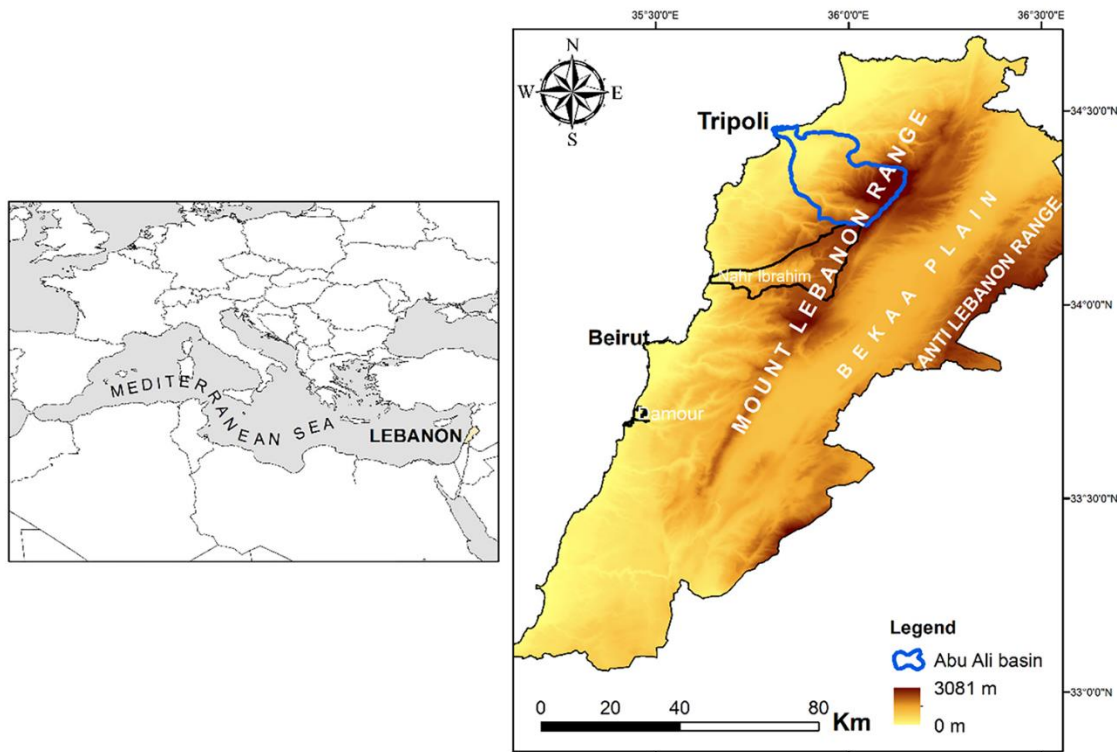 MEDITERRANEAN SEA
LEBANON
35°30'0"E
36°0'0"E
36°30'0"E
N
W
E
S
34°30'0"N
34°0'0"N
33°30'0"N
33°0'0"N
Tripoli
MOUNT LEBANON RANGE
BEKAA PLAIN
ANTI LEBANON RANGE
Nahr Ibrahim
Beirut
Damour
Legend
Abu Ali basin
3081 m
0 m
0 20 40 80
Km